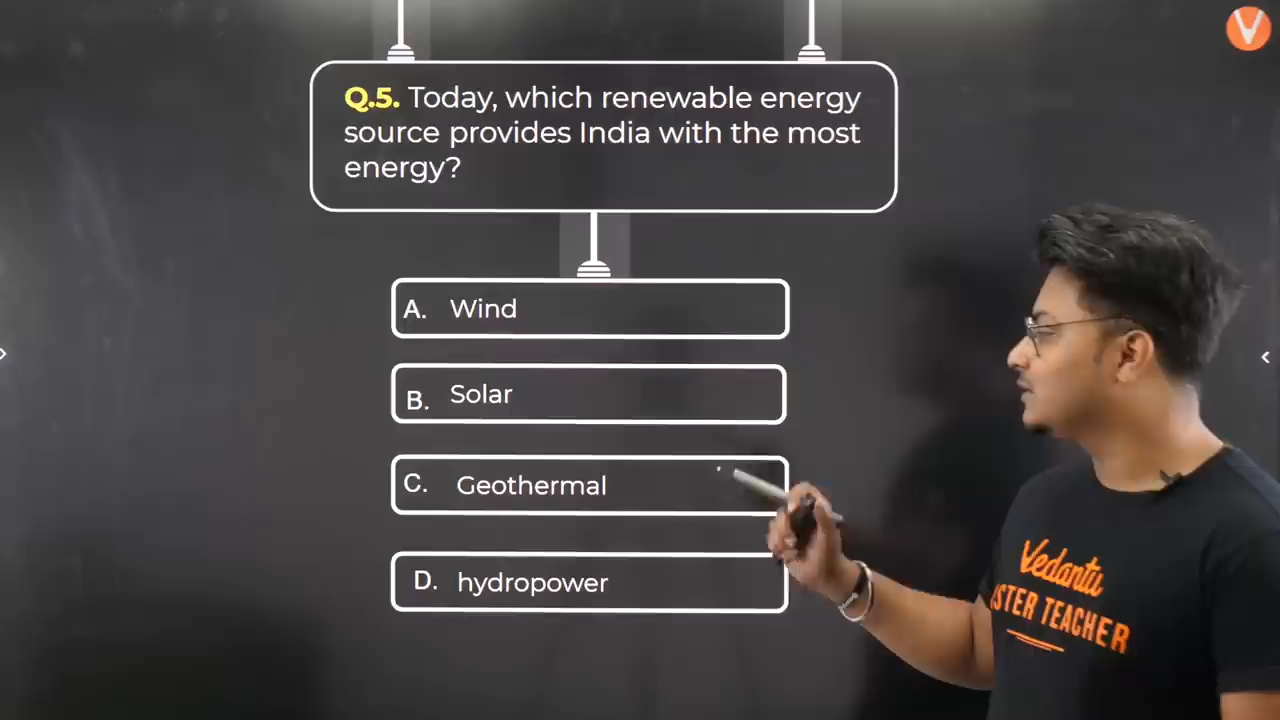 Q.5. Today, which renewable energy
source provides India with the most
energy?
A. Wind
B. Solar
C. Geothermal
D. hydropower
Vedantu
STER TEACHER